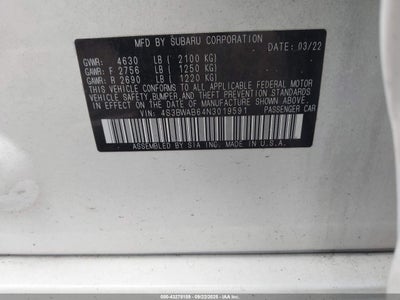 MFD BY SUBARU CORPORATION
GVWR: 4630 LB ( 2100 KG) DATE: 03/22
GAWR: F 2756 LB ( 1250 KG)
GAWR: B 2690 LB ( 1220 KG)
THIS VEHICLE CONFORMS TO ALL APPLICABLE FEDERAL MOTOR
VEHICLE SAFETY, BUMPER, AND THEFT PREVENTION STANDARDS
IN EFFECT ON THE DATE OF MANUFACTURE SHOWN ABOVE.
VIN: 4S3BWAB64N3019591 PASSENGER CAR
ASSEMBLED BY SIA INC. MADE IN U.S.A.